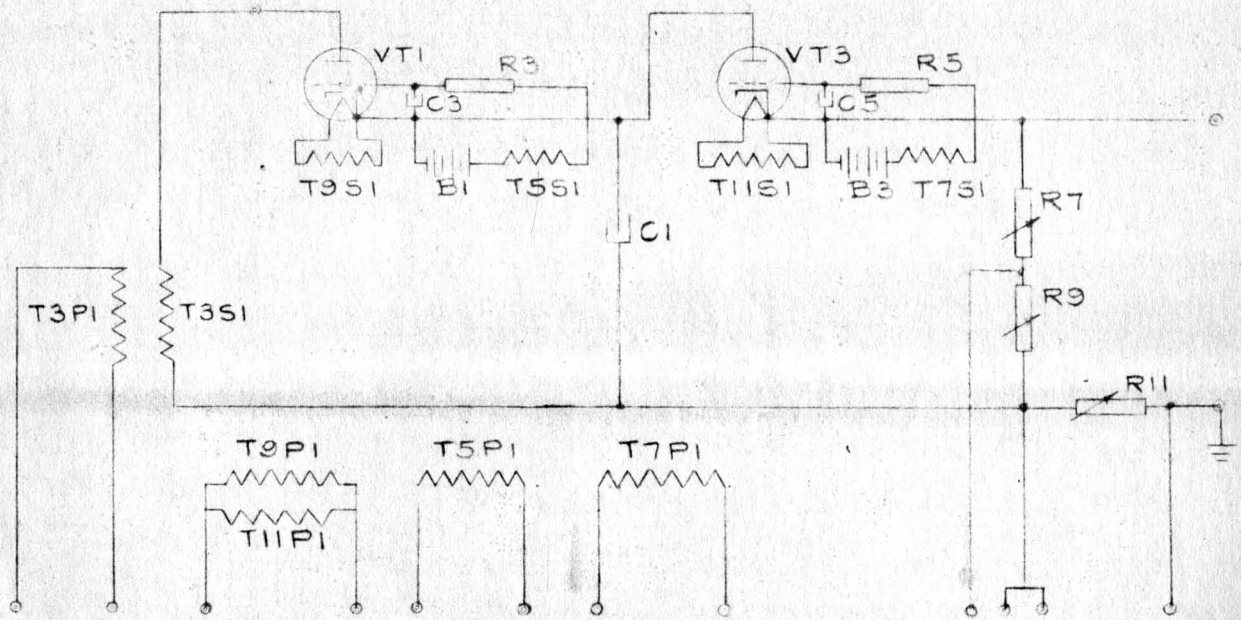 VT1
R3
VT3
R5
C3
C5
T9S1
B1
T5S1
T11S1
B3
T7S1
R7
C1
T3P1
T3S1
R9
R11
T9P1
T5P1
T7P1
T11P1